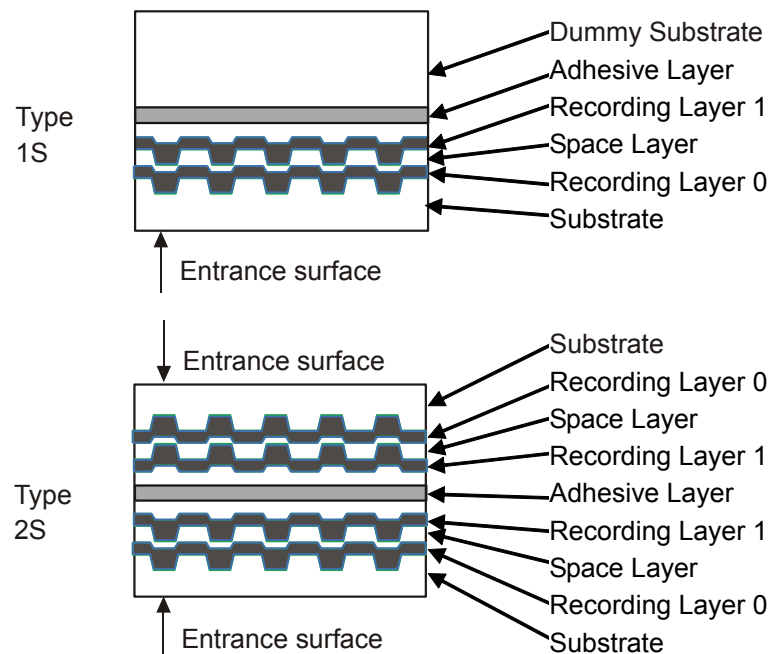 Dummy Substrate
Adhesive Layer
Recording Layer 1
Space Layer
Recording Layer 0
Substrate
Type
1S
Entrance surface
Entrance surface
Substrate
Recording Layer 0
Space Layer
Recording Layer 1
Adhesive Layer
Recording Layer 1
Space Layer
Recording Layer 0
Substrate
Type
2S
Entrance surface